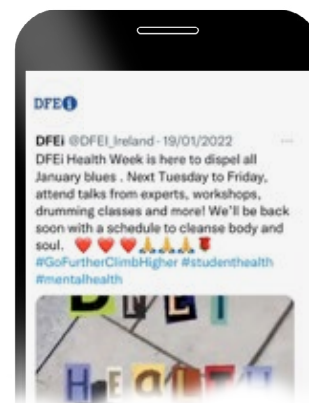 DFEi
DFEi @DFEI_Ireland · 19/01/2022
DFEi Health Week is here to dispel all
January blues . Next Tuesday to Friday,
attend talks from experts, workshops,
drumming classes and more! We'll be back
soon with a schedule to cleanse body and
soul. ❤️❤️❤️🙏🙏🙏🌹
#GoFurtherClimbHigher #studenthealth
#mentalhealth
DFEI
HEALTH